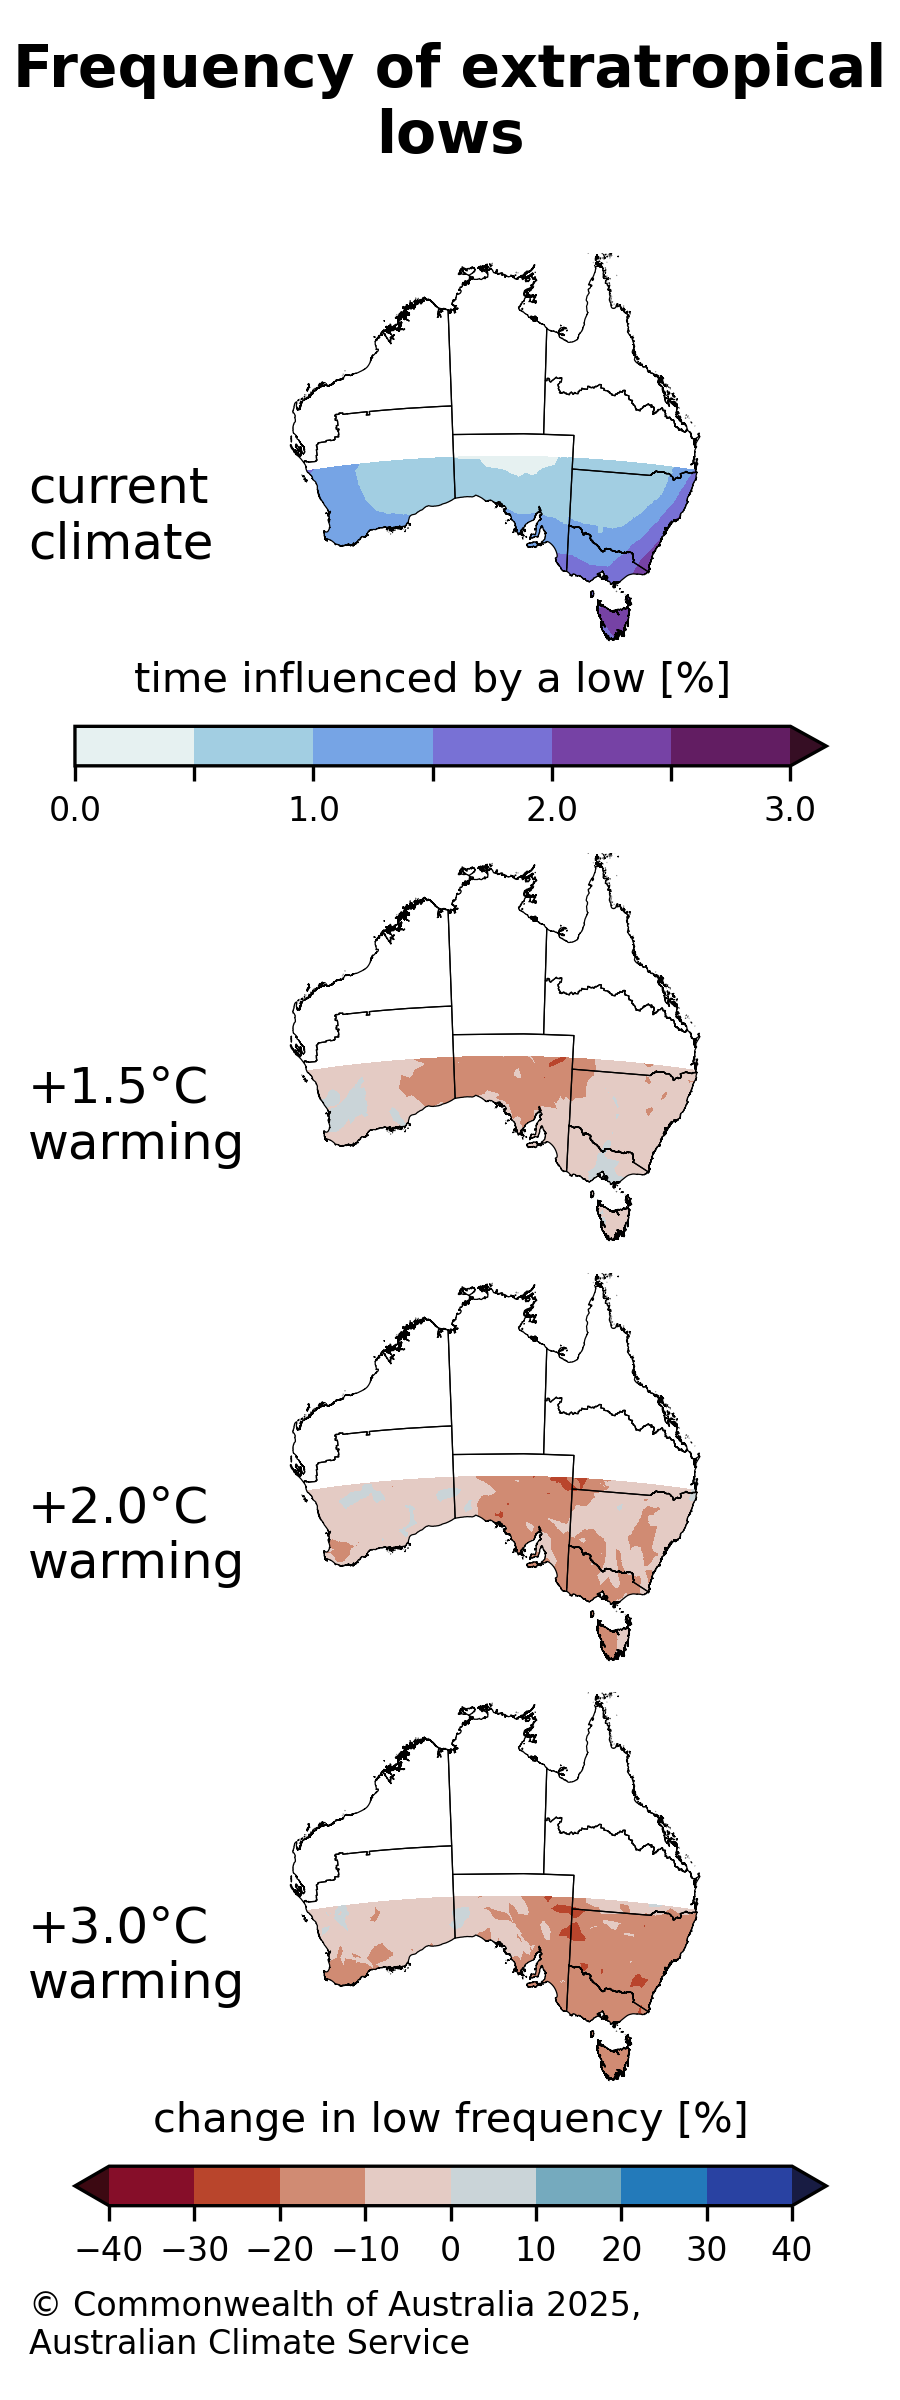 Frequency of extratropical
lows
current
climate
time influenced by a low [%]
0.0 1.0 2.0 3.0
+1.5°C
warming
+2.0°C
warming
+3.0°C
warming
change in low frequency [%]
−40 −30 −20 −10 0 10 20 30 40
© Commonwealth of Australia 2025,
Australian Climate Service